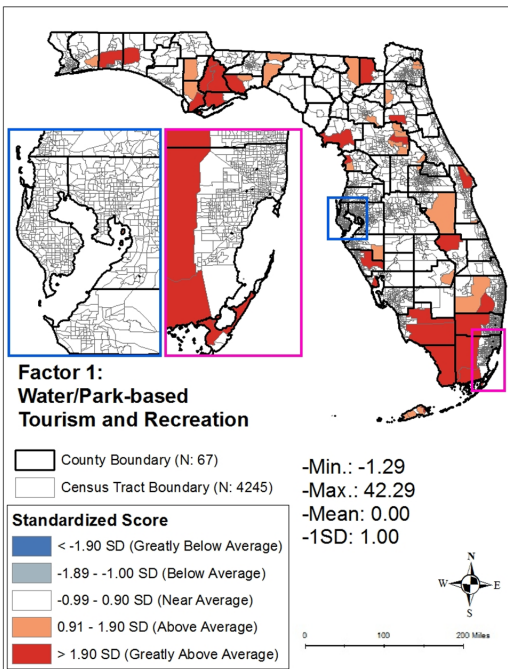 Factor 1:
Water/Park-based
Tourism and Recreation
County Boundary (N: 67)
Census Tract Boundary (N: 4245)
Standardized Score
< -1.90 SD (Greatly Below Average)
-1.89 - -1.00 SD (Below Average)
-0.99 - 0.90 SD (Near Average)
0.91 - 1.90 SD (Above Average)
> 1.90 SD (Greatly Above Average)
-Min.: -1.29
-Max.: 42.29
-Mean: 0.00
-1SD: 1.00
N
W E
S
0 100 200 Miles